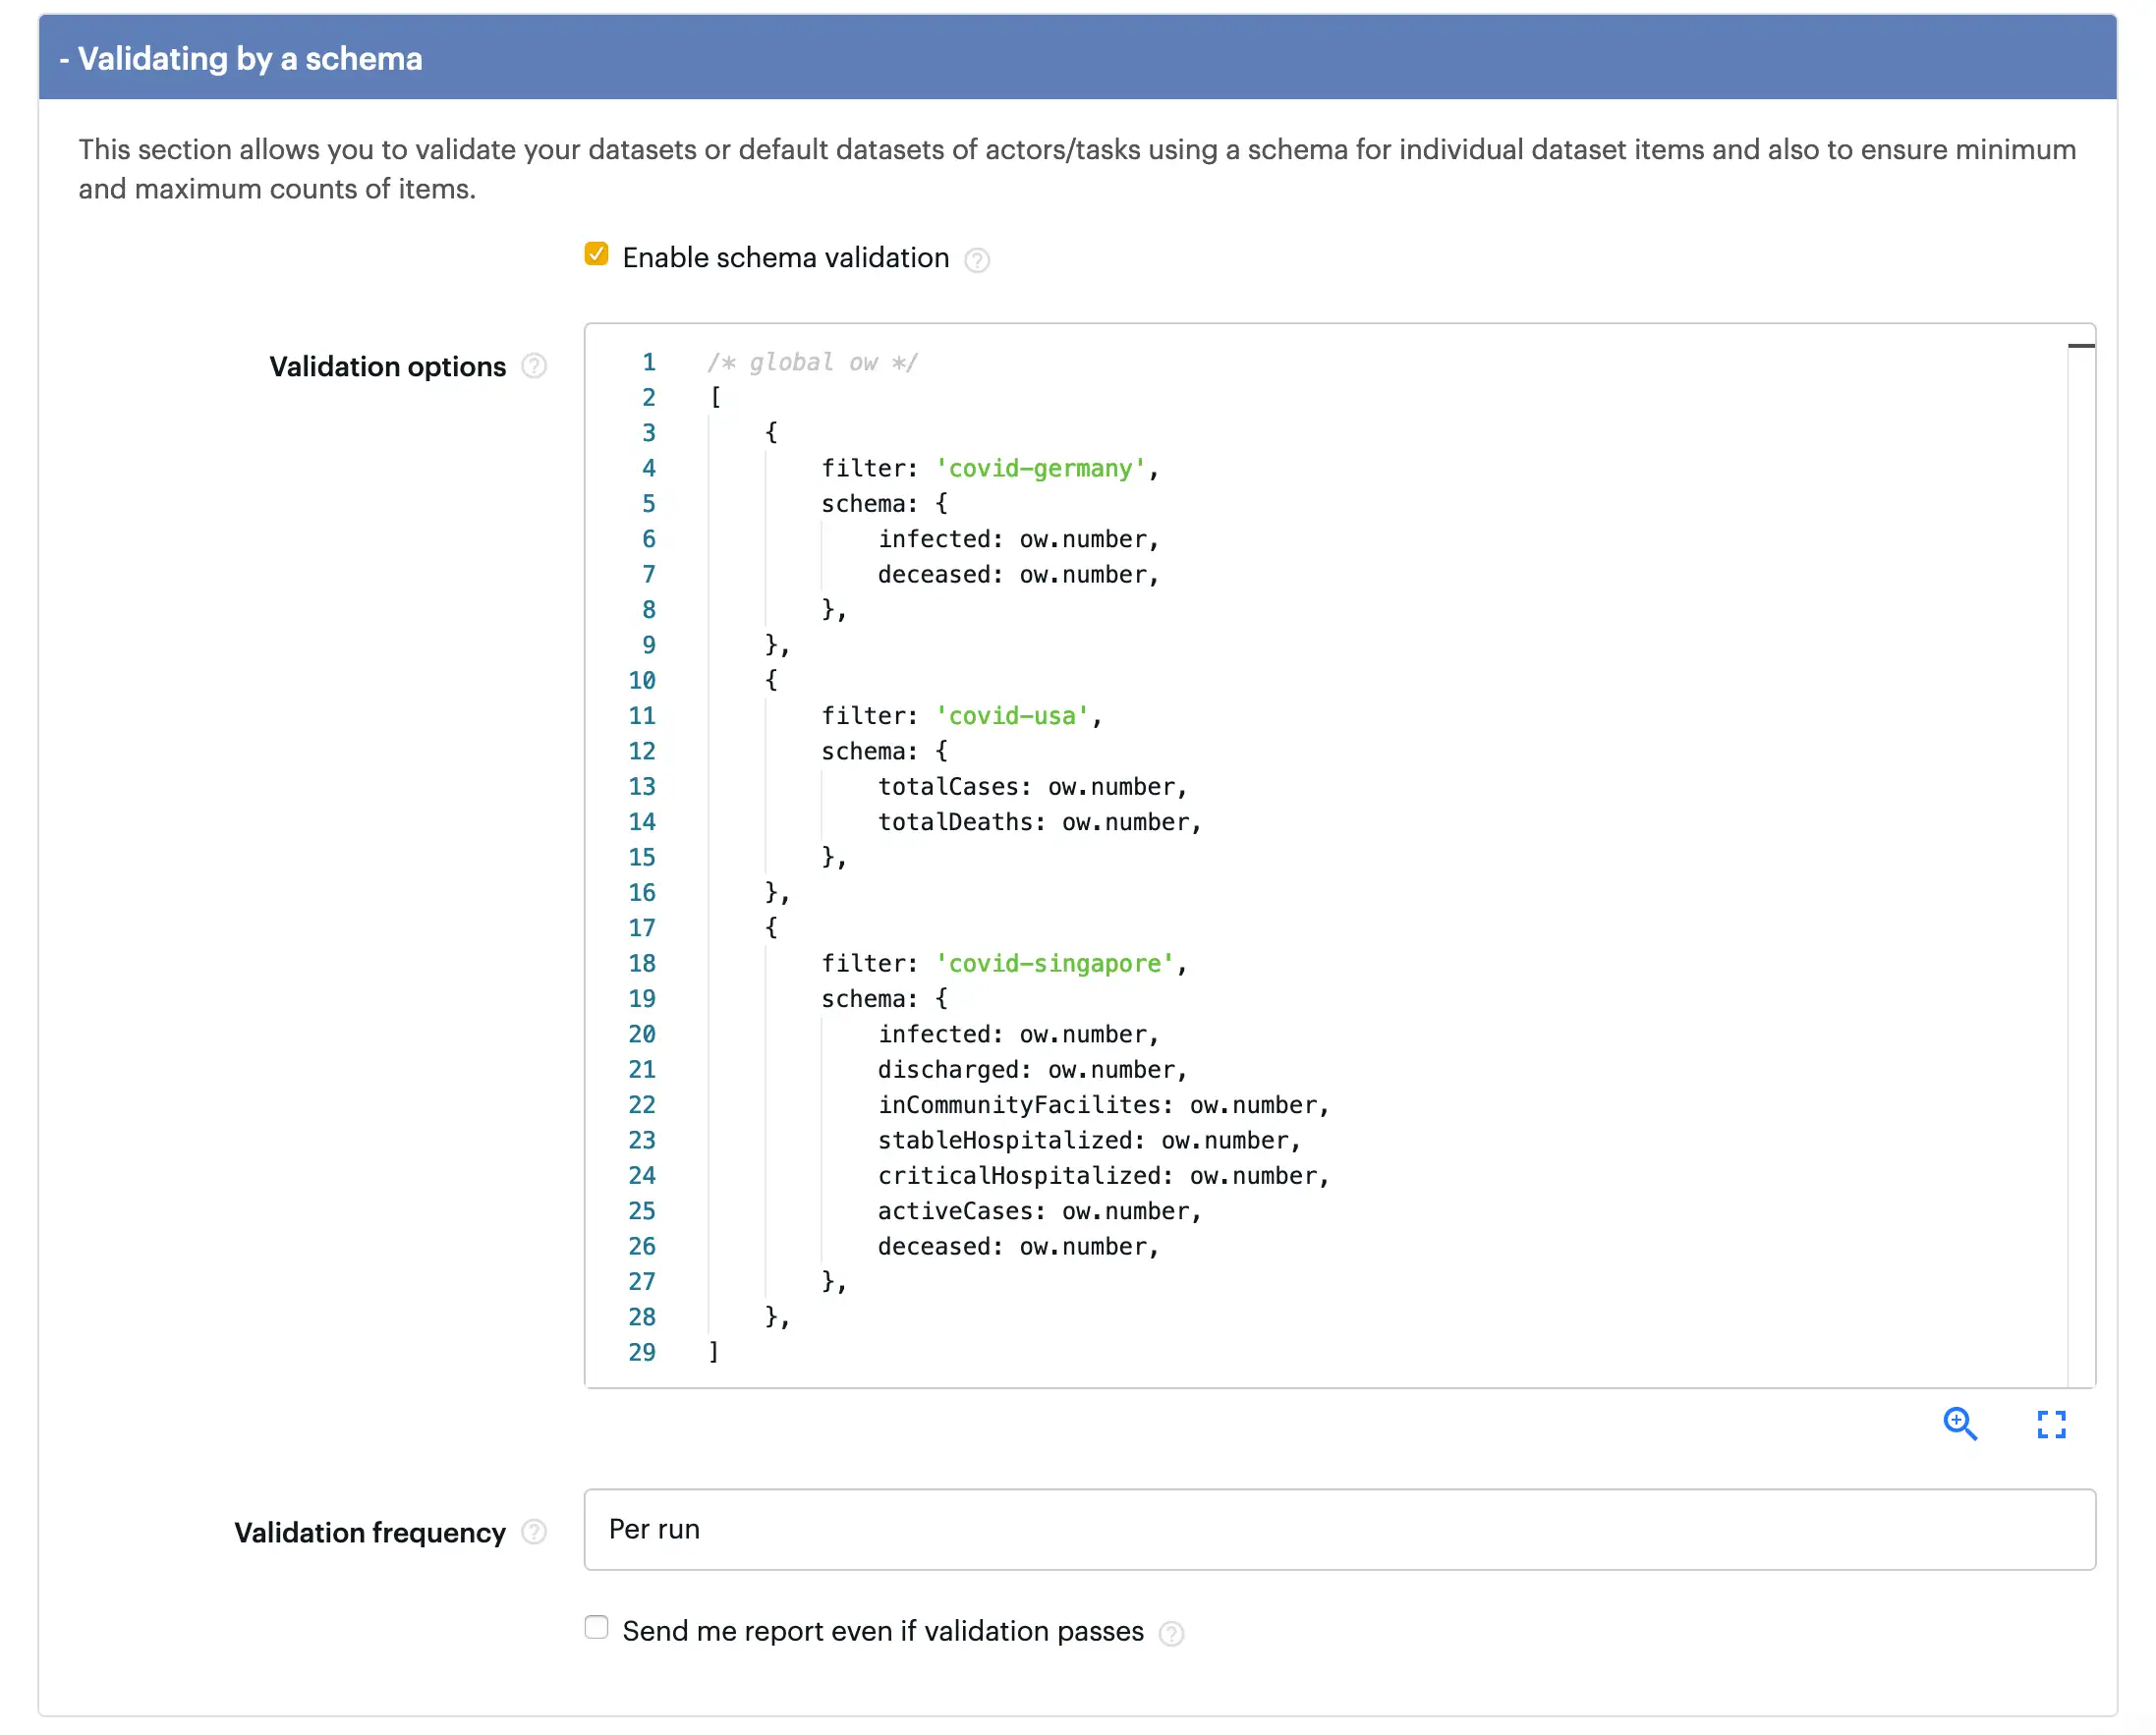 - Validating by a schema
This section allows you to validate your datasets or default datasets of actors/tasks using a schema for individual dataset items and also to ensure minimum
and maximum counts of items.
Enable schema validation ?
Validation options ?
1 /* global ow */
2 [
3 {
4 filter: 'covid-germany',
5 schema: {
6 infected: ow.number,
7 deceased: ow.number,
8 },
9 },
10 {
11 filter: 'covid-usa',
12 schema: {
13 totalCases: ow.number,
14 totalDeaths: ow.number,
15 },
16 },
17 {
18 filter: 'covid-singapore',
19 schema: {
20 infected: ow.number,
21 discharged: ow.number,
22 inCommunityFacilites: ow.number,
23 stableHospitalized: ow.number,
24 criticalHospitalized: ow.number,
25 activeCases: ow.number,
26 deceased: ow.number,
27 },
28 },
29 ]
Validation frequency ?
Per run
Send me report even if validation passes ?